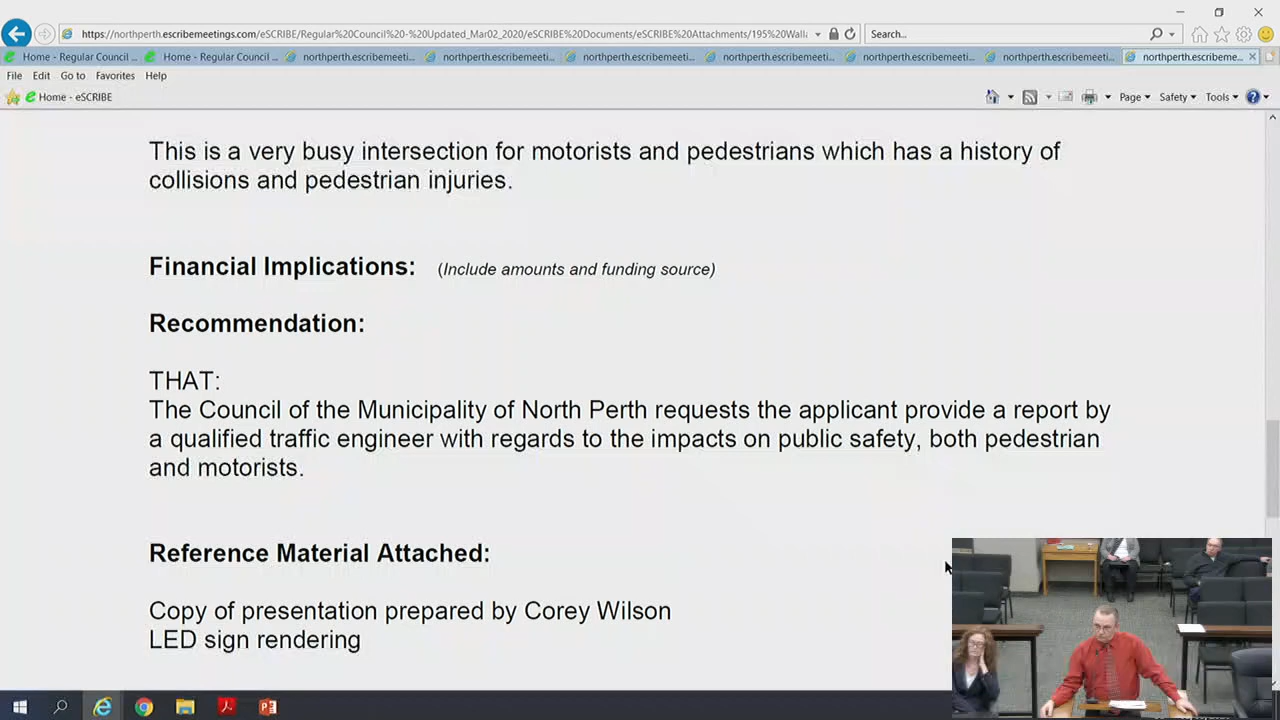 https://northperth.escribemeetings.com/eSCRIBE/Regular%20Council%20-%20Updated_Mar02_2020/eSCRIBE%20Documents/eSCRIBE%20Attachments/195%20Walla
Search...
Home - Regular Council ...
Home - Regular Council ...
northperth.escribemeeti...
northperth.escribemeeti...
northperth.escribemeeti...
northperth.escribemeeti...
northperth.escribemeeti...
northperth.escribemeeti...
northperth.escribeme...
File Edit Go to Favorites Help
Home - eSCRIBE
Page Safety Tools
This is a very busy intersection for motorists and pedestrians which has a history of
collisions and pedestrian injuries.
Financial Implications: (Include amounts and funding source)
Recommendation:
THAT:
The Council of the Municipality of North Perth requests the applicant provide a report by
a qualified traffic engineer with regards to the impacts on public safety, both pedestrian
and motorists.
Reference Material Attached:
Copy of presentation prepared by Corey Wilson
LED sign rendering